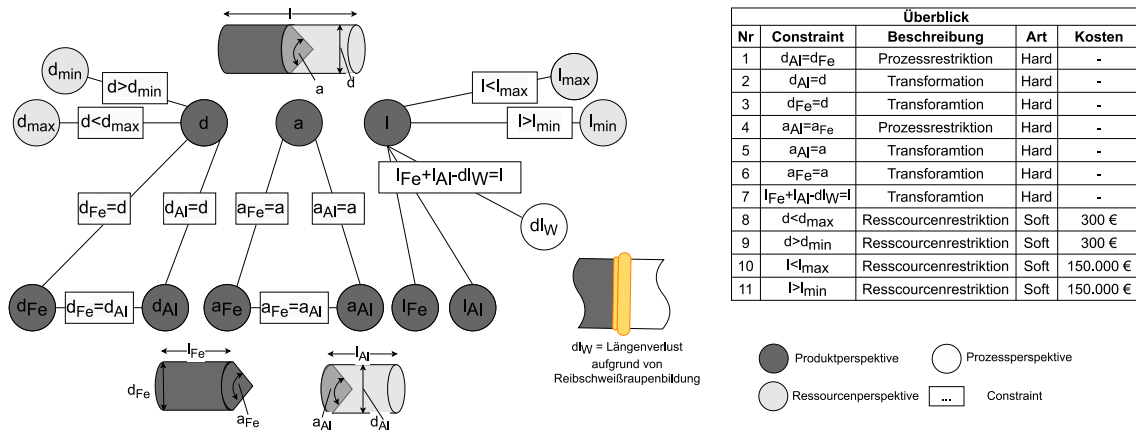 l
a
d
dmin
d>dmin
dmax
d<dmax
d
a
l
l<lmax
lmax
l>lmin
lmin
lFe+lAl-dlW=l
dFe=d
dAl=d
aFe=a
aAl=a
dlW
dFe
dFe=dAl
dAl
aFe
aFe=aAl
aAl
lFe
lAl
lFe
dFe
aFe
lAl
aAl
dAl
dlW = Längenverlust
aufgrund von
Reibschweißraupenbildung
Überblick
Nr Constraint Beschreibung Art Kosten
1 dAl=dFe Prozessrestriktion Hard -
2 dAl=d Transformation Hard -
3 dFe=d Transforamtion Hard -
4 aAl=aFe Prozessrestriktion Hard -
5 aAl=a Transforamtion Hard -
6 aFe=a Transforamtion Hard -
7 lFe+lAl-dlW=l Transforamtion Hard -
8 d<dmax Resscourcenrestriktion Soft 300 €
9 d>dmin Resscourcenrestriktion Soft 300 €
10 l<lmax Resscourcenrestriktion Soft 150.000 €
11 l>lmin Resscourcenrestriktion Soft 150.000 €
Produktperspektive
Prozessperspektive
Ressourcenperspektive
... Constraint